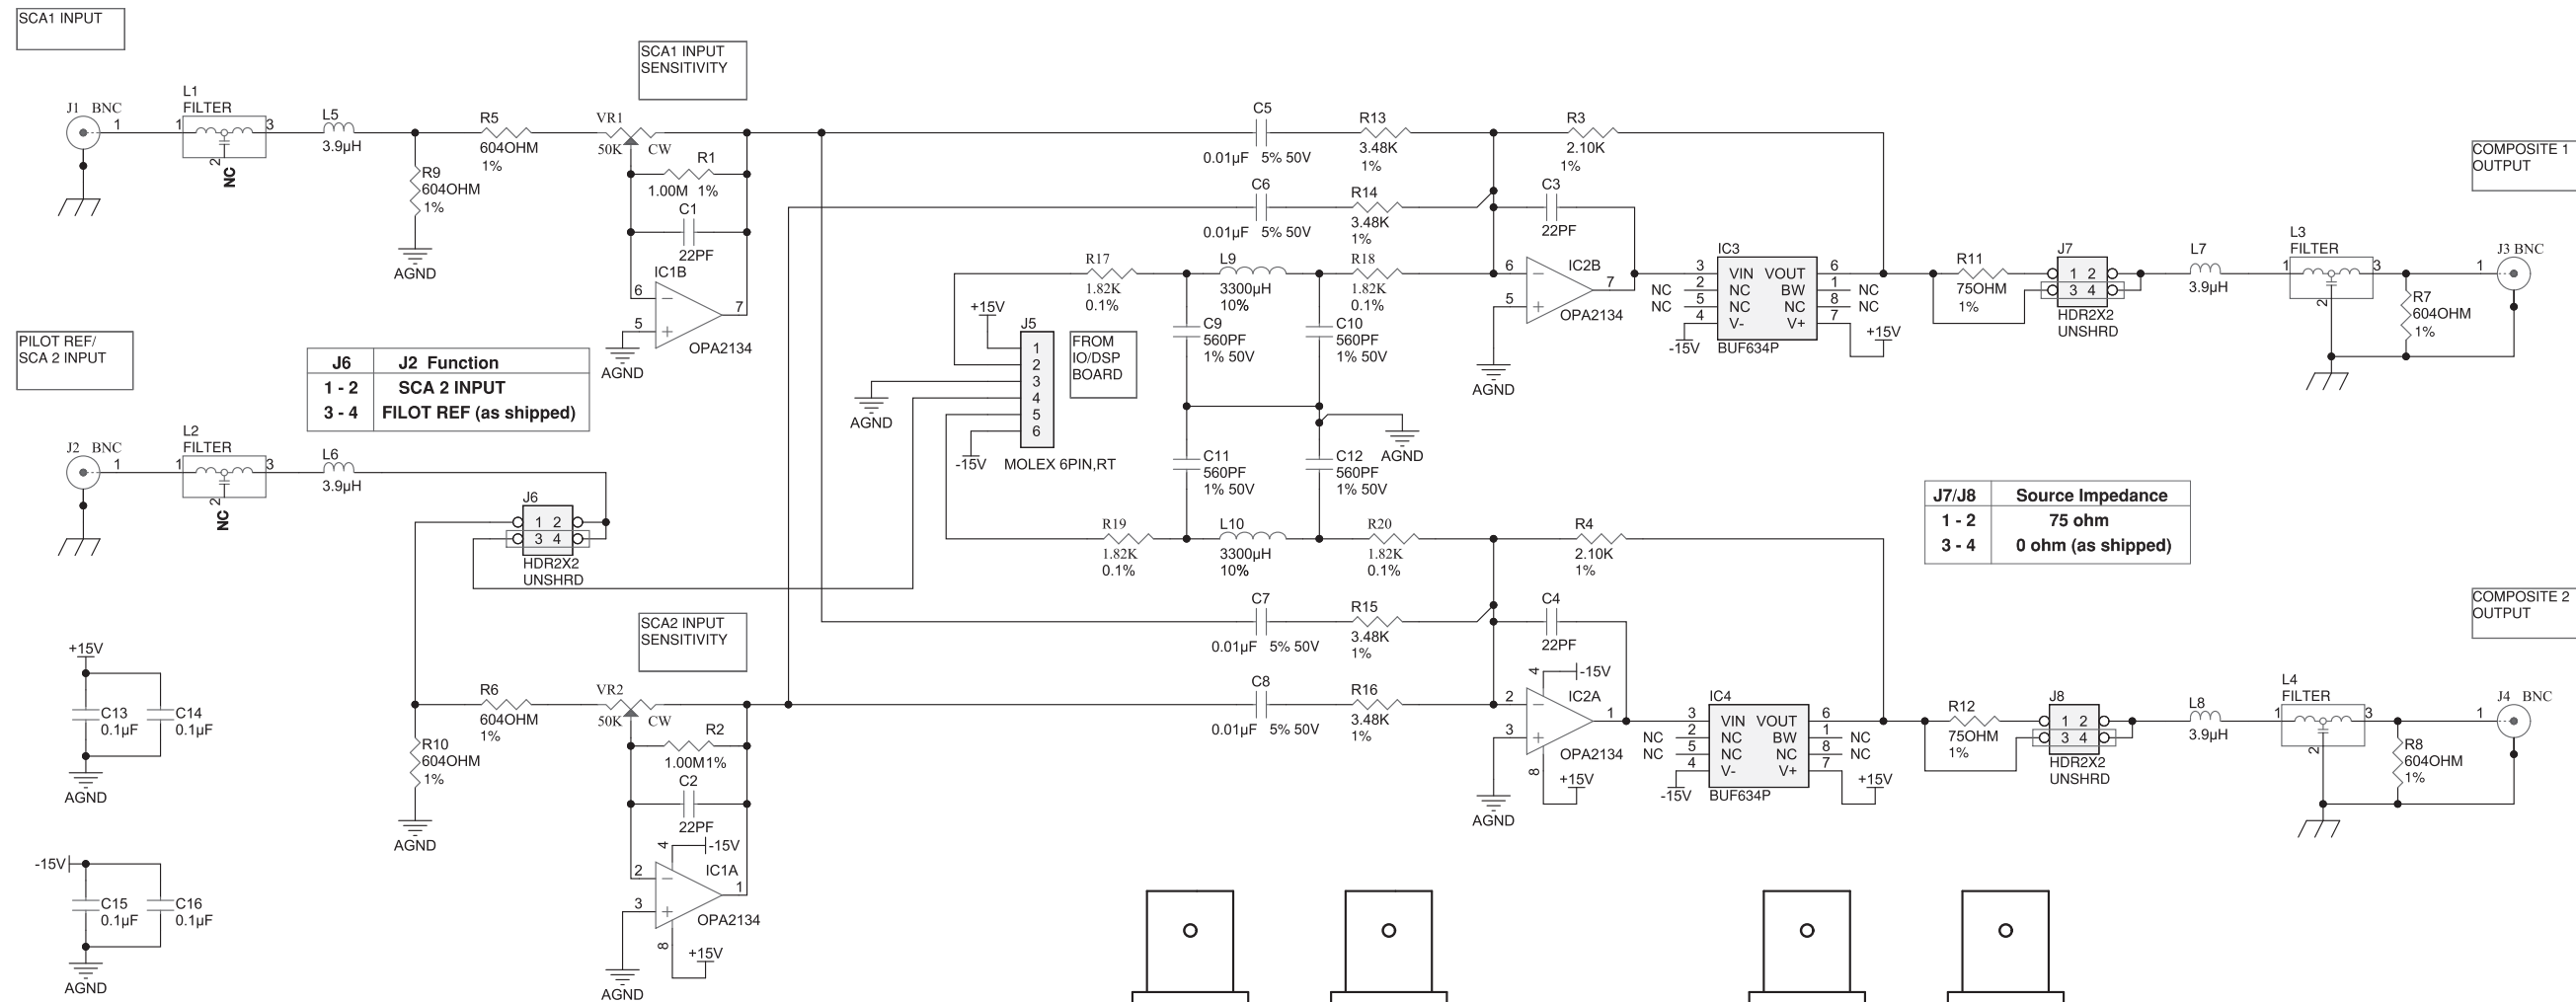 SCA1 INPUT
SCA1 INPUT
SENSITIVITY
J1 BNC
1
L1
FILTER
1
3
2
NC
L5
3.9µH
R9
604OHM
1%
AGND
R5
604OHM
1%
VR1
50K
CW
R1
1.00M 1%
C1
22PF
IC1B
6
5
7
OPA2134
AGND
C5
0.01µF 5% 50V
R13
3.48K
1%
R3
2.10K
1%
C6
0.01µF 5% 50V
R14
3.48K
1%
C3
22PF
R17
1.82K
0.1%
L9
3300µH
10%
R18
1.82K
0.1%
6
5
7
IC2B
OPA2134
AGND
C9
560PF
1% 50V
C10
560PF
1% 50V
+15V
J5
1
2
3
4
5
6
-15V
MOLEX 6PIN,RT
AGND
FROM
IO/DSP
BOARD
AGND
C11
560PF
1% 50V
C12
560PF
1% 50V
IC3
3 VIN VOUT 6
NC 2 NC BW 1 NC
NC 5 NC NC 8 NC
4 V- V+ 7
-15V
BUF634P
+15V
R11
75OHM
1%
J7
1 2
3 4
HDR2X2
UNSHRD
L7
3.9µH
L3
FILTER
1
3
2
R7
604OHM
1%
1
J3 BNC
COMPOSITE 1
OUTPUT
PILOT REF/
SCA 2 INPUT
J6 J2 Function
1 - 2 SCA 2 INPUT
3 - 4 FILOT REF (as shipped)
J2 BNC
1
L2
FILTER
1
3
2
NC
L6
3.9µH
J6
1 2
3 4
HDR2X2
UNSHRD
R19
1.82K
0.1%
L10
3300µH
10%
R20
1.82K
0.1%
R4
2.10K
1%
J7/J8 Source Impedance
1 - 2 75 ohm
3 - 4 0 ohm (as shipped)
SCA2 INPUT
SENSITIVITY
C7
0.01µF 5% 50V
R15
3.48K
1%
C4
22PF
COMPOSITE 2
OUTPUT
+15V
C13
0.1µF
C14
0.1µF
AGND
R6
604OHM
1%
R10
604OHM
1%
AGND
VR2
50K
CW
R2
1.00M1%
C2
22PF
4
-15V
IC1A
2
3
1
OPA2134
8
+15V
AGND
C8
0.01µF 5% 50V
R16
3.48K
1%
4
-15V
IC2A
2
3
1
OPA2134
8
+15V
AGND
IC4
3 VIN VOUT 6
NC 2 NC BW 1 NC
NC 5 NC NC 8 NC
4 V- V+ 7
-15V
BUF634P
+15V
R12
75OHM
1%
J8
1 2
3 4
HDR2X2
UNSHRD
L8
3.9µH
L4
FILTER
1
3
2
R8
604OHM
1%
1
J4 BNC
-15V
C15
0.1µF
C16
0.1µF
AGND